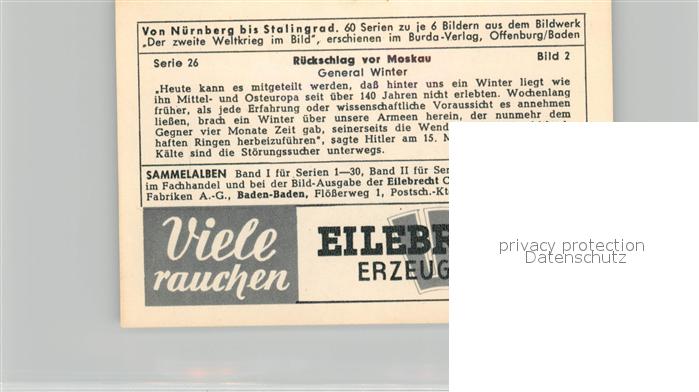 Von Nürnberg bis Stalingrad. 60 Serien zu je 6 Bildern aus dem Bildwerk
„Der zweite Weltkrieg im Bild", erschienen im Burda-Verlag, Offenburg/Baden
Serie 26 Rückschlag vor Moskau Bild 2
General Winter
„Heute kann es mitgeteilt werden, daß hinter uns ein Winter liegt wie
ihn Mittel- und Osteuropa seit über 140 Jahren nicht erlebten. Wochenlang
früher, als jede Erfahrung oder wissenschaftliche Voraussicht es annehmen
ließen, brach ein Winter über unsere Armeen herein, der nunmehr dem
Gegner vier Monate Zeit gab, seinerseits die Wend
haften Ringen herbeizuführen", sagte Hitler am 15. M
Kälte sind die Störungssucher unterwegs.
SAMMELALBEN Band I für Serien 1—30, Band II für Ser
im Fachhandel und bei der Bild-Ausgabe der Eilebrecht C
Fabriken A.-G., Baden-Baden, Flößerweg 1, Postsch.-Kt
Viele
rauchen
EILEBR
ERZEUG
privacy protection
Datenschutz